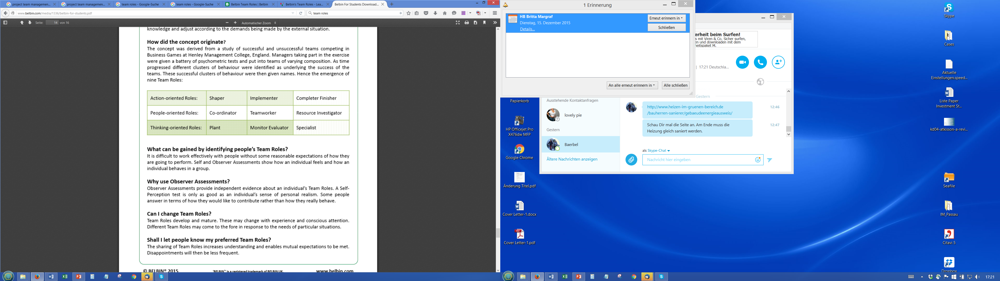 project team managemen...
project team managemen...
team roles - Google-Suche
team roles - Google-Suche
Belbin Team Roles | Belbin
Belbin's Team Roles - Lea...
Belbin For Students Download...
www.belbin.com/media/1336/belbin-for-students.pdf
team roles
Seite: 14 von 16
Automatischer Zoom
knowledge and adjust according to the demands being made by the external situation.
How did the concept originate?
The concept was derived from a study of successful and unsuccessful teams competing in
Business Games at Henley Management College, England. Managers taking part in the exercise
were given a battery of psychometric tests and put into teams of varying composition. As time
progressed different clusters of behaviour were identified as underlying the success of the
teams. These successful clusters of behaviour were then given names. Hence the emergence of
nine Team Roles:
Action-oriented Roles: Shaper Implementer Completer Finisher
People-oriented Roles: Co-ordinator Teamworker Resource Investigator
Thinking-oriented Roles: Plant Monitor Evaluator Specialist
What can be gained by identifying people's Team Roles?
It is difficult to work effectively with people without some reasonable expectations of how they
are going to perform. Self and Observer Assessments show how an individual feels and how an
individual behaves in a group.
Why use Observer Assessments?
Observer Assessments provide independent evidence about an individual's Team Roles. A Self-
Perception test is only as good as an individual's sense of personal realism. Some people
answer in terms of how they would like to contribute rather than how they really behave.
Can I change Team Roles?
Team Roles develop and mature. These may change with experience and conscious attention.
Different Team Roles may come to the fore in response to the needs of particular situations.
Shall I let people know my preferred Team Roles?
The sharing of Team Roles increases understanding and enables mutual expectations to be met.
Disappointments will then be less frequent.
© BELBIN® 2015 'BELBIN®' is a registered trademark of BELBIN UK. www.belbin.com
1 Erinnerung
HB Britta Margraf
Dienstag, 15. Dezember 2015
Details...
Erneut erinnern in
Schließen
An alle erneut erinnern in
Alle schließen
erheit beim Surfen!
s mit Viren & Co. Sicher surfen,
en und downloaden mit dem
heitspaket M.
| 17:21 Deutschla...
Gestern
Ausstehende Kontaktanfragen
lovely pie
Gestern
Baerbel
Ältere Nachrichten anzeigen
http://www.heizen-im-gruenen-bereich.de
/bauherren-sanierer/gebaeudeenergieausweis/
12:46
Schau Dir mal die Seite an. Am Ende muss die
Heizung gleich saniert werden.
12:47
als Skype-Chat
Nachricht hier eingeben
Papierkorb
HP Officejet Pro
X476dw MFP
Google Chrome
Änderung Titel.pdf
Cover Letter-1.docx
PDF
Cover Letter-1.pdf
Skype
Cases
Aktuelle
Einstellungen.speed...
Liste Paper
Investment St...
kd04-atkisson-a-revi...
Seafile
IM_Passau
Citavi 5
Dropbox
17:21